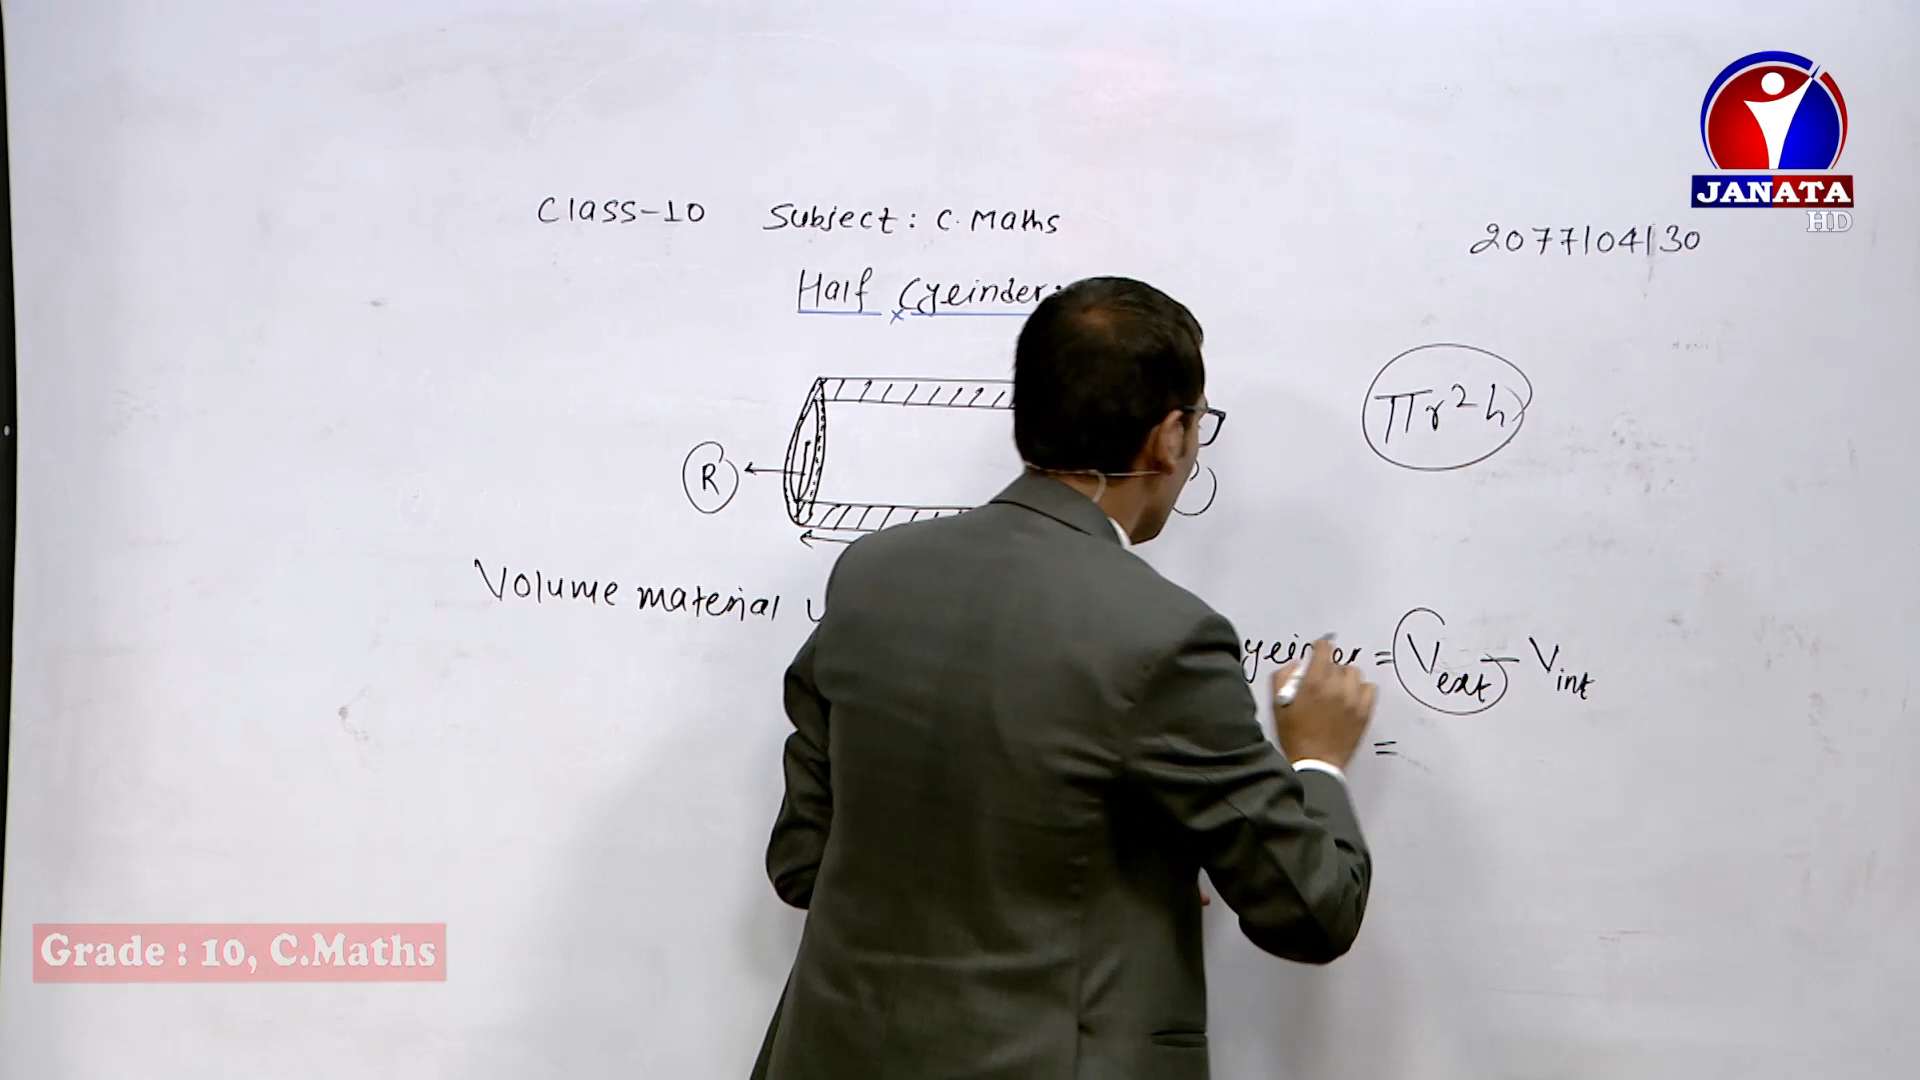 JANATA
HD
Class-10 Subject: C. Maths
2077/04/30
Half Cyeinder:
πr²h
R
Volume material
yeinder = Vext - Vint
=
Grade : 10, C.Maths